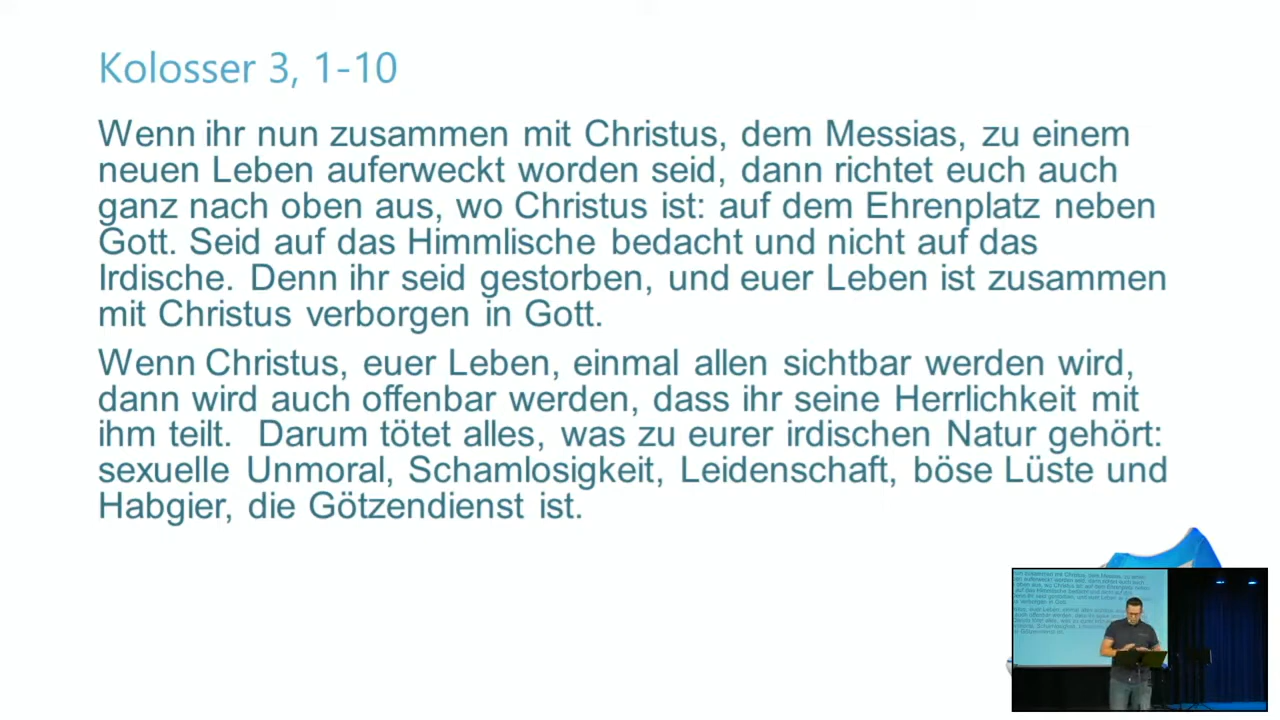 Kolosser 3, 1-10
Wenn ihr nun zusammen mit Christus, dem Messias, zu einem
neuen Leben auferweckt worden seid, dann richtet euch auch
ganz nach oben aus, wo Christus ist: auf dem Ehrenplatz neben
Gott. Seid auf das Himmlische bedacht und nicht auf das
Irdische. Denn ihr seid gestorben, und euer Leben ist zusammen
mit Christus verborgen in Gott.
Wenn Christus, euer Leben, einmal allen sichtbar werden wird,
dann wird auch offenbar werden, dass ihr seine Herrlichkeit mit
ihm teilt.  Darum tötet alles, was zu eurer irdischen Natur gehört:
sexuelle Unmoral, Schamlosigkeit, Leidenschaft, böse Lüste und
Habgier, die Götzendienst ist.